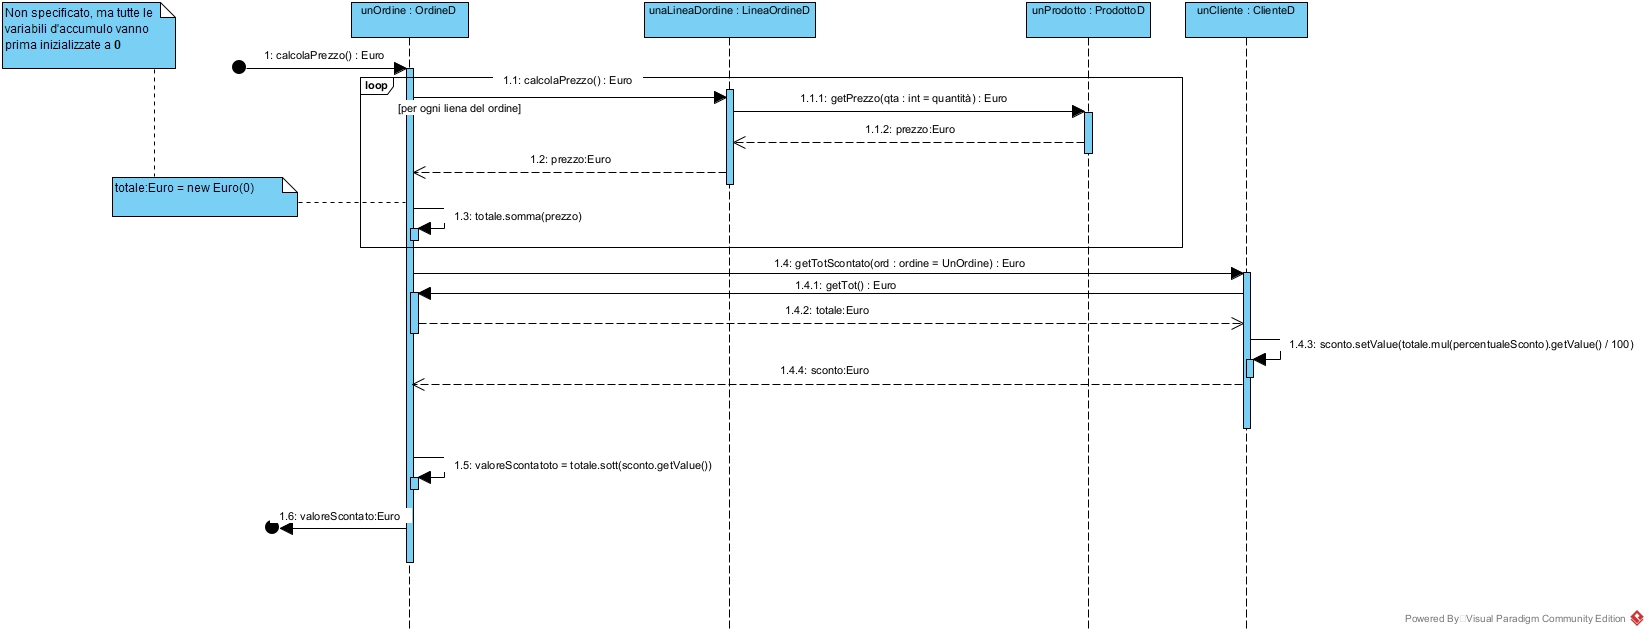 Non specificato, ma tutte le
variabili d'accumulo vanno
prima inizializzate a 0
unOrdine : OrdineD
unaLineaDordine : LineaOrdineD
unProdotto : ProdottoD
unCliente : ClienteD
1: calcolaPrezzo() : Euro
loop
1.1: calcolaPrezzo() : Euro
[per ogni liena del ordine]
1.1.1: getPrezzo(qta : int = quantità) : Euro
1.1.2: prezzo:Euro
1.2: prezzo:Euro
totale:Euro = new Euro(0)
1.3: totale.somma(prezzo)
1.4: getTotScontato(ord : ordine = UnOrdine) : Euro
1.4.1: getTot() : Euro
1.4.2: totale:Euro
1.4.3: sconto.setValue(totale.mul(percentualeSconto).getValue() / 100)
1.4.4: sconto:Euro
1.5: valoreScontatoto = totale.sott(sconto.getValue())
1.6: valoreScontato:Euro
Powered By Visual Paradigm Community Edition